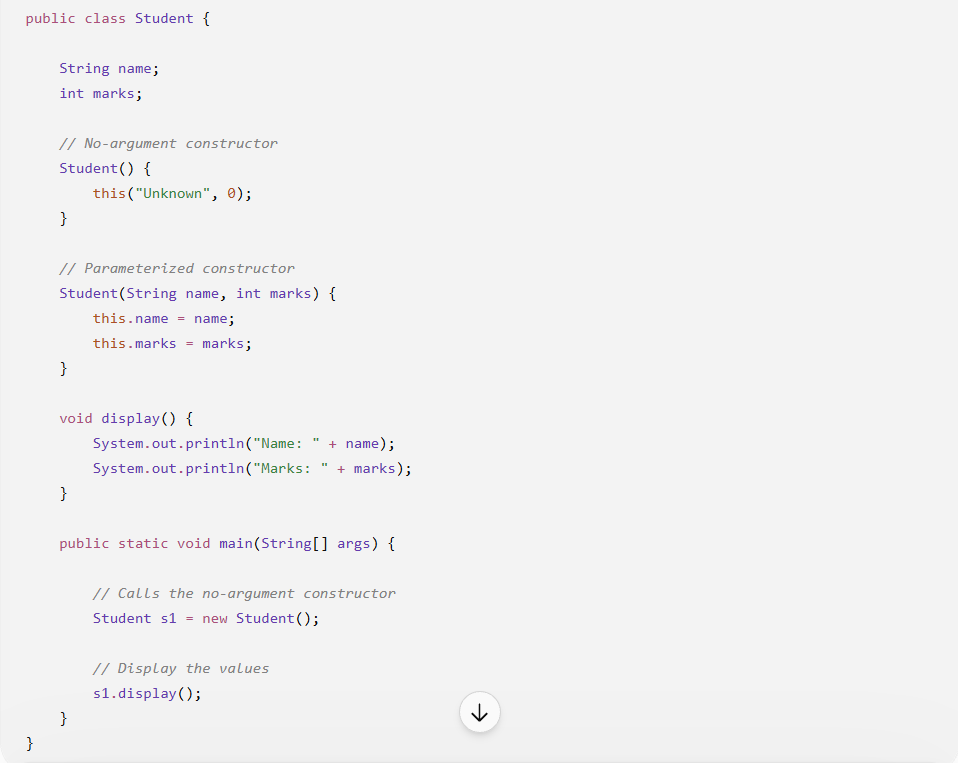 public class Student {
String name;
int marks;
// No-argument constructor
Student() {
this("Unknown", 0);
}
// Parameterized constructor
Student(String name, int marks) {
this.name = name;
this.marks = marks;
}
void display() {
System.out.println("Name: " + name);
System.out.println("Marks: " + marks);
}
public static void main(String[] args) {
// Calls the no-argument constructor
Student s1 = new Student();
// Display the values
s1.display();
}
}